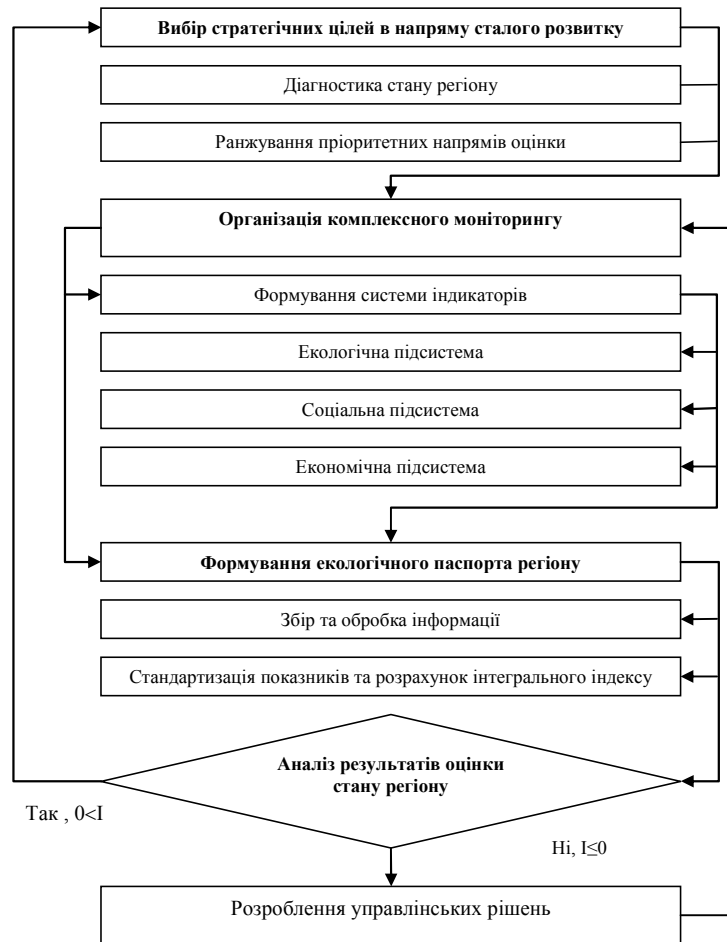 Вибір стратегічних цілей в напряму сталого розвитку
Діагностика стану регіону
Ранжування пріоритетних напрямів оцінки
Організація комплексного моніторингу
Формування системи індикаторів
Екологічна підсистема
Соціальна підсистема
Економічна підсистема
Формування екологічного паспорта регіону
Збір та обробка інформації
Стандартизація показників та розрахунок інтегрального індексу
Аналіз результатів оцінки
стану регіону
Так , 0<I
Ні, I≤0
Розроблення управлінських рішень